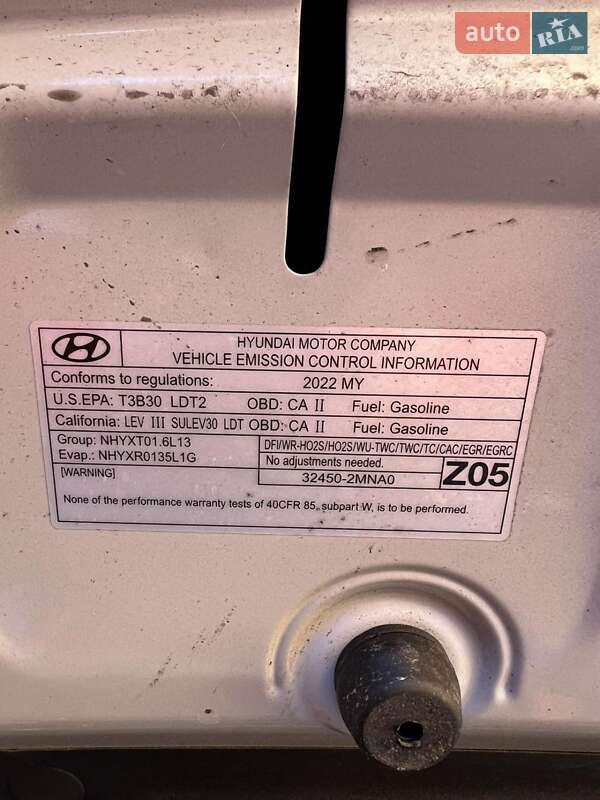 auto RIA .com
HYUNDAI MOTOR COMPANY
VEHICLE EMISSION CONTROL INFORMATION
Conforms to regulations: 2022 MY
U.S.EPA: T3B30 LDT2 OBD: CA II Fuel: Gasoline
California: LEV III SULEV30 LDT OBD: CA II Fuel: Gasoline
Group: NHYXT01.6L13 DFI/WR-HO2S/HO2S/WU-TWC/TWC/TC/CAC/EGR/EGRC
Evap.: NHYXR0135L1G No adjustments needed. Z05
[WARNING] 32450-2MNA0
None of the performance warranty tests of 40CFR 85, subpart W, is to be performed.